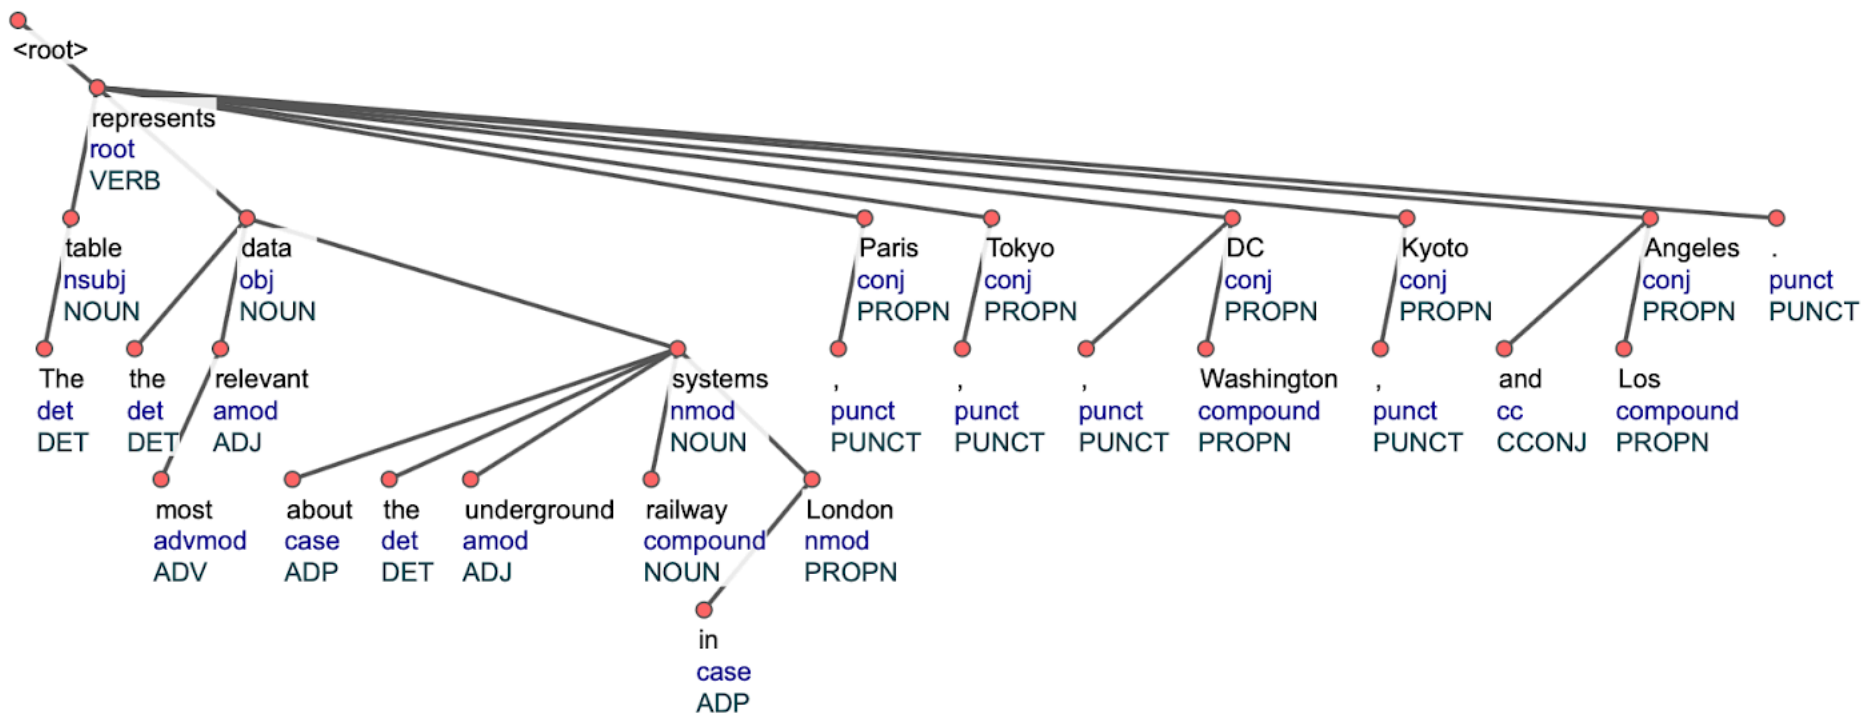 <root>
represents
root
VERB
table data Paris Tokyo DC Kyoto Angeles .
nsubj obj conj conj conj conj conj punct
NOUN NOUN PROPN PROPN PROPN PROPN PROPN PUNCT
The the relevant systems , , , Washington , and Los
det det amod nmod punct punct punct compound punct cc compound
DET DET ADJ NOUN PUNCT PUNCT PUNCT PROPN PUNCT CCONJ PROPN
most about the underground railway London
advmod case det amod compound nmod
ADV ADP DET ADJ NOUN PROPN
in
case
ADP